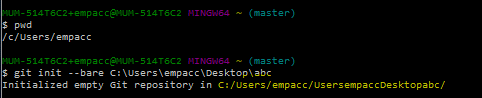 MUM-514T6C2+empacc@MUM-514T6C2 MINGW64 ~ (master)
$ pwd
/c/Users/empacc
MUM-514T6C2+empacc@MUM-514T6C2 MINGW64 ~ (master)
$ git init --bare C:\Users\empacc\Desktop\abc
Initialized empty Git repository in C:/Users/empacc/UsersempaccDesktopabc/